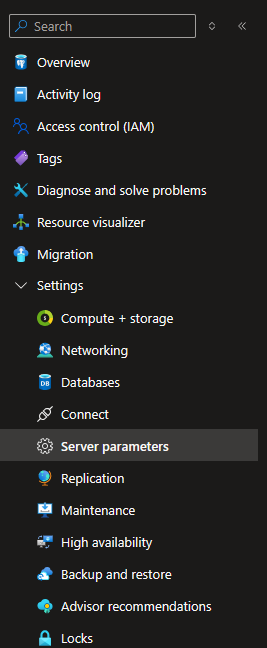 Search
Overview
Activity log
Access control (IAM)
Tags
Diagnose and solve problems
Resource visualizer
Migration
Settings
Compute + storage
Networking
DB Databases
Connect
Server parameters
Replication
Maintenance
High availability
Backup and restore
Advisor recommendations
Locks